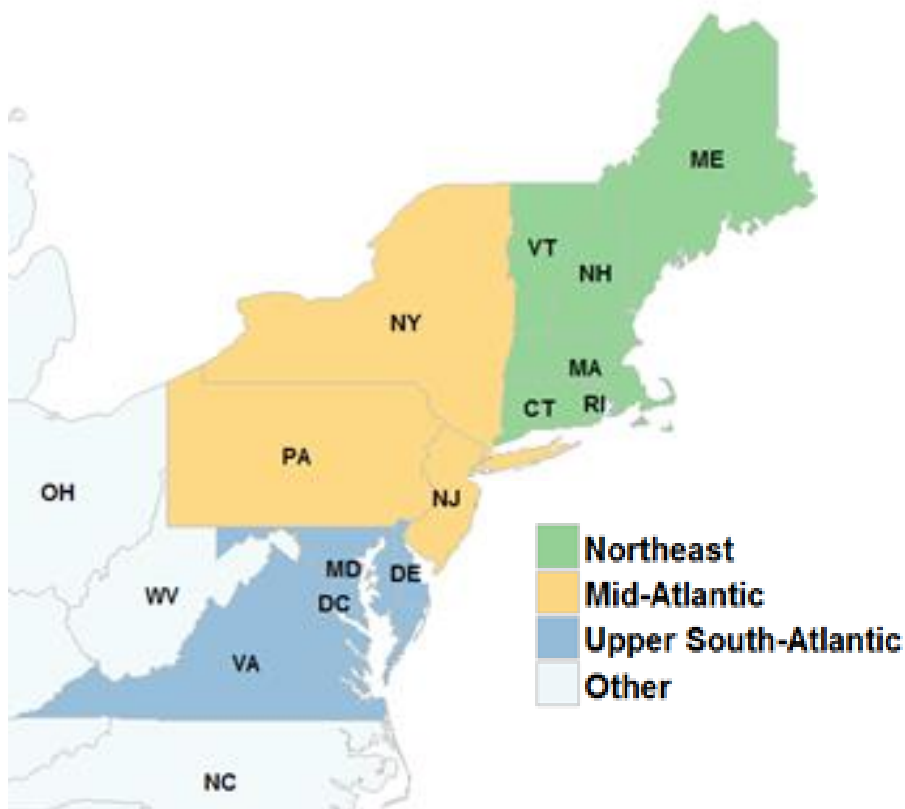 ME
VT
NH
NY
MA
CT
RI
PA
OH
NJ
MD
DE
WV
DC
VA
NC
Northeast
Mid-Atlantic
Upper South-Atlantic
Other